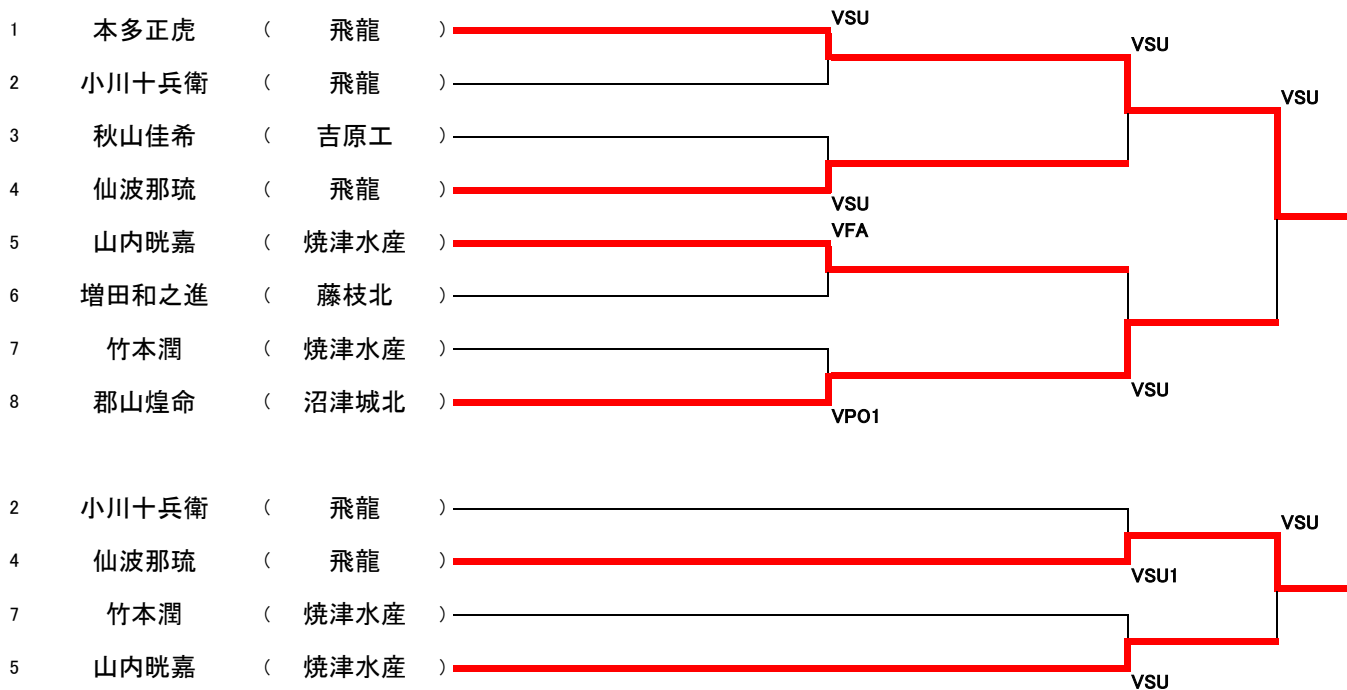 VSU
1 本多正虎 ( 飛龍 )
VSU
2 小川十兵衛 ( 飛龍 )
VSU
3 秋山佳希 ( 吉原工 )
4 仙波那琉 ( 飛龍 )
VSU
VFA
5 山内晄嘉 ( 焼津水産 )
6 増田和之進 ( 藤枝北 )
7 竹本潤 ( 焼津水産 )
VSU
8 郡山煌命 ( 沼津城北 )
VPO1
2 小川十兵衛 ( 飛龍 )
VSU
4 仙波那琉 ( 飛龍 )
VSU1
7 竹本潤 ( 焼津水産 )
5 山内晄嘉 ( 焼津水産 )
VSU